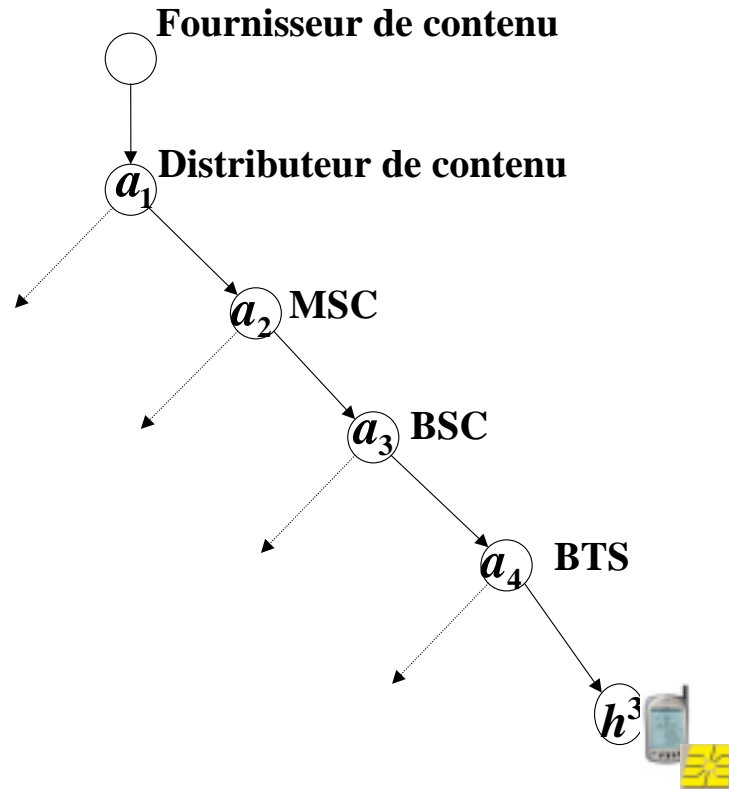 Fournisseur de contenu
Distributeur de contenu
a₁
a₂ MSC
a₃ BSC
a₄ BTS
h³